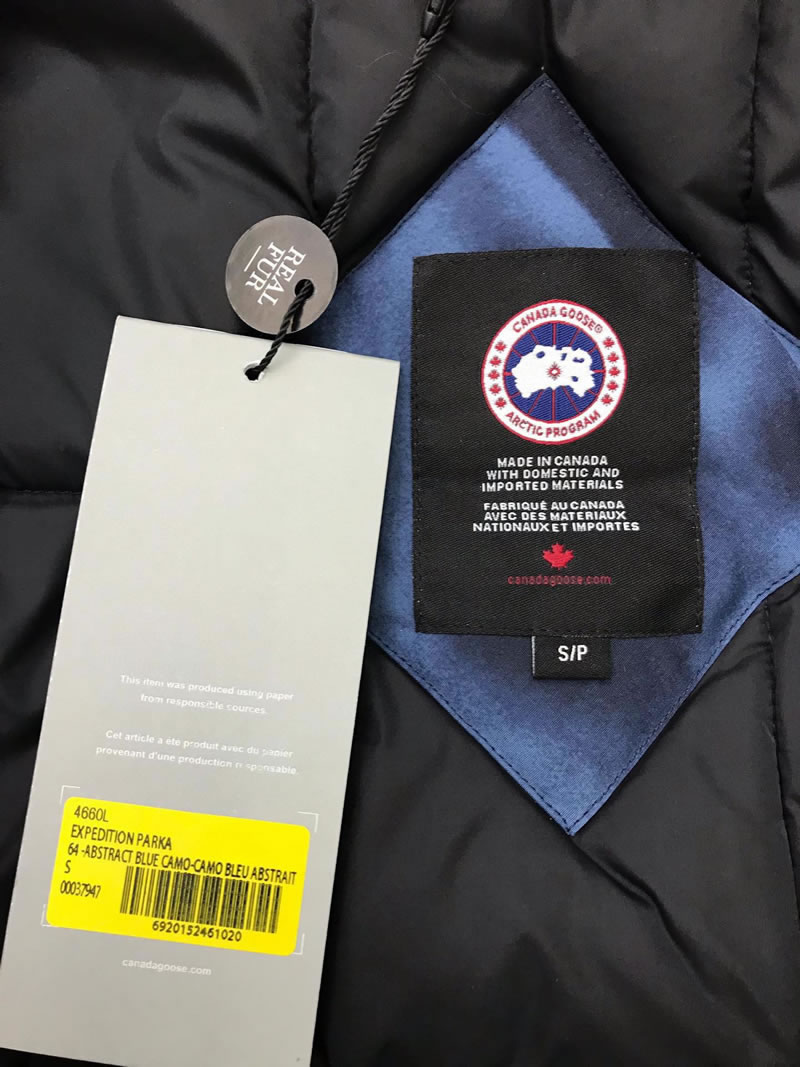 REAL
FUR
CANADA GOOSE®
ARCTIC PROGRAM
MADE IN CANADA
WITH DOMESTIC AND
IMPORTED MATERIALS
FABRIQUÉ AU CANADA
AVEC DES MATERIAUX
NATIONAUX ET IMPORTES
canadagoose.com
S/P
This item was produced using paper
from responsible sources.
Cet article a été produit avec du papier
provenant d'une production responsable.
4660L
EXPEDITION PARKA
64 -ABSTRACT BLUE CAMO-CAMO BLEU ABSTRAIT
S
00037947
6920152461020
canadagoose.com